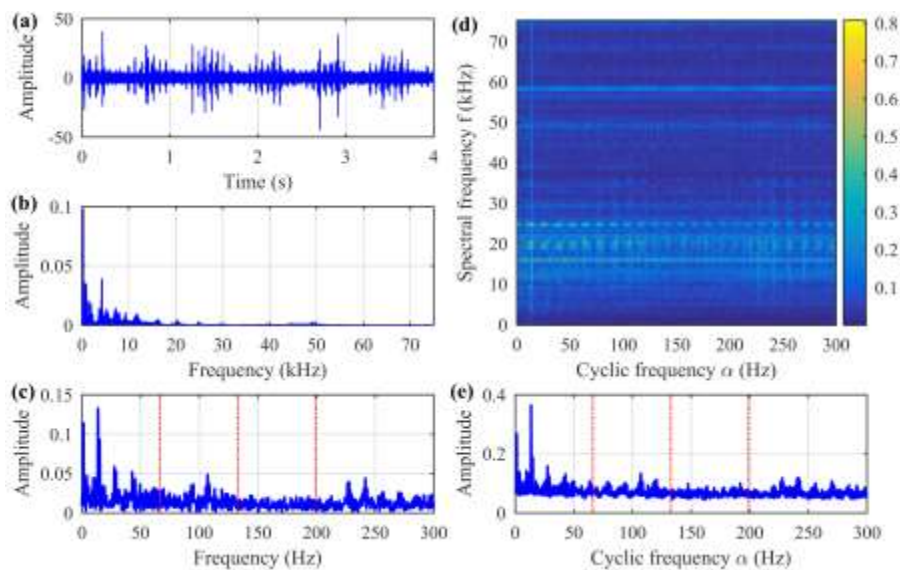 (a)
50
0
-50
Amplitude
0 1 2 3 4
Time (s)
(b)
0.1
0.05
0
Amplitude
0 10 20 30 40 50 60 70
Frequency (kHz)
(c)
0.15
0.1
0.05
0
Amplitude
0 50 100 150 200 250 300
Frequency (Hz)
(d)
70
60
50
40
30
20
10
0
Spectral frequency f (kHz)
0 50 100 150 200 250 300
Cyclic frequency α (Hz)
0.8
0.7
0.6
0.5
0.4
0.3
0.2
0.1
(e)
0.4
0.2
0
Amplitude
0 50 100 150 200 250 300
Cyclic frequency α (Hz)